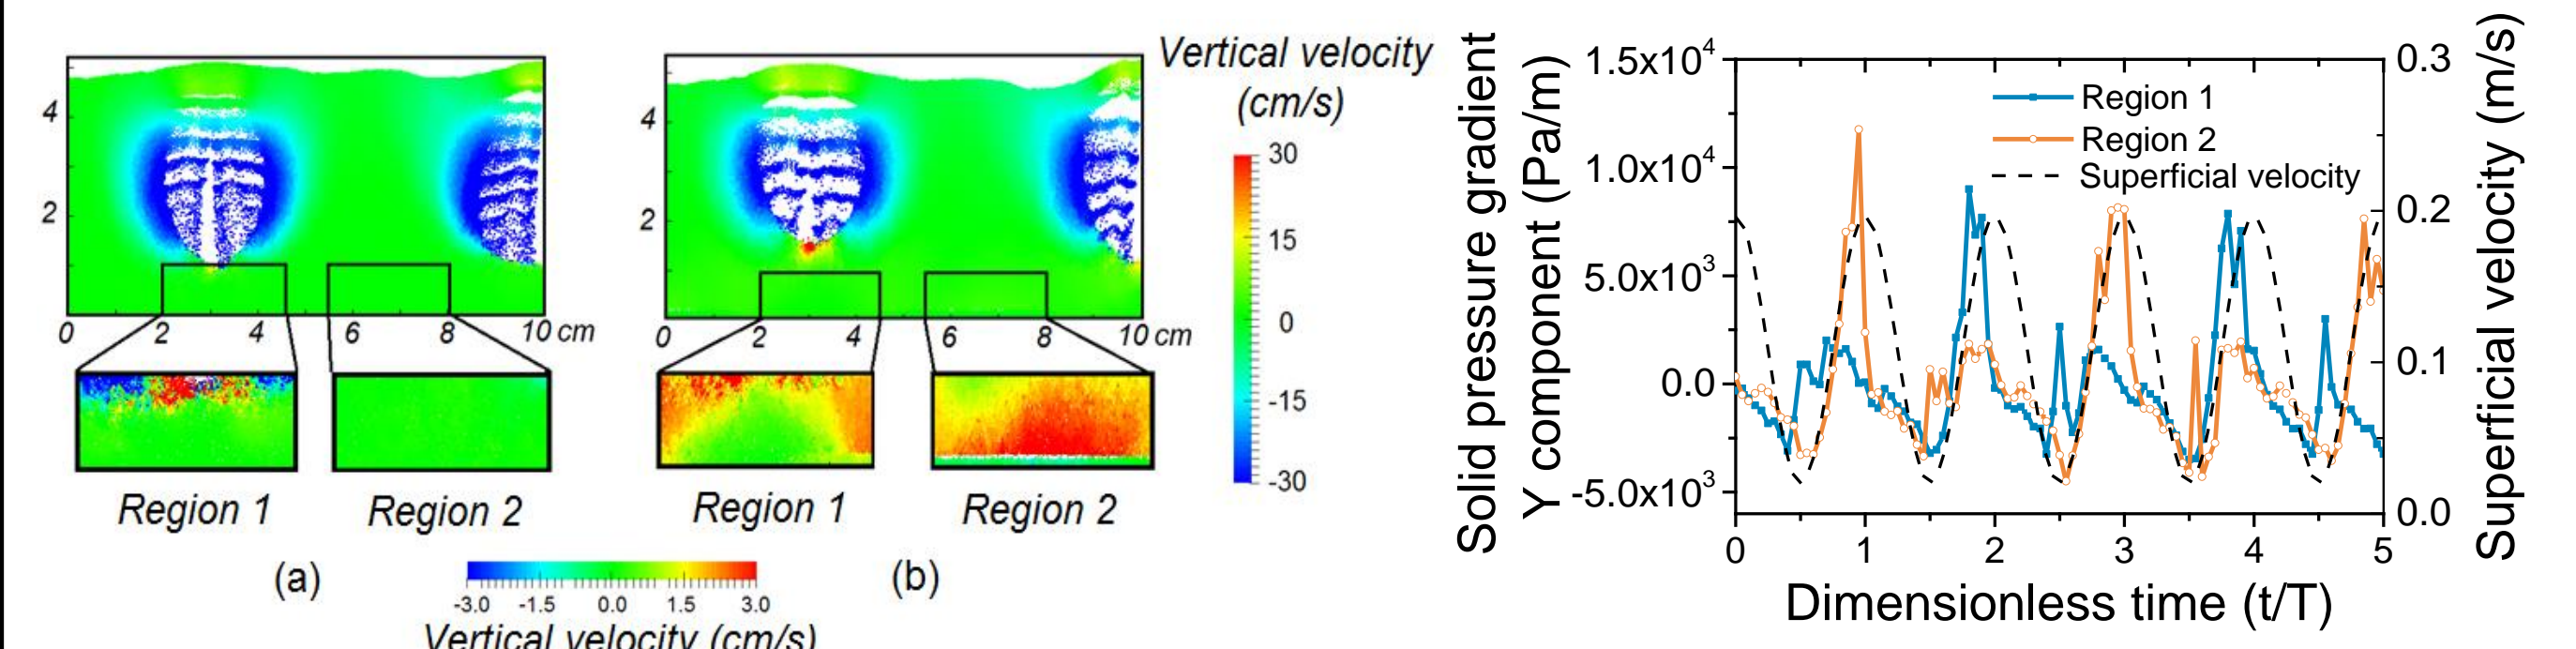 4
2
0
2
4
6
8
10 cm
Region 1
Region 2
(a)
4
2
0
2
4
6
8
10 cm
Region 1
Region 2
(b)
Vertical velocity
(cm/s)
30
15
0
-15
-30
-3.0
-1.5
0.0
1.5
3.0
Vertical velocity (cm/s)
Solid pressure gradient
Y component (Pa/m)
1.5x10⁴
1.0x10⁴
5.0x10³
0.0
-5.0x10³
Region 1
Region 2
Superficial velocity
0.3
0.2
0.1
0.0
Superficial velocity (m/s)
0
1
2
3
4
5
Dimensionless time (t/T)